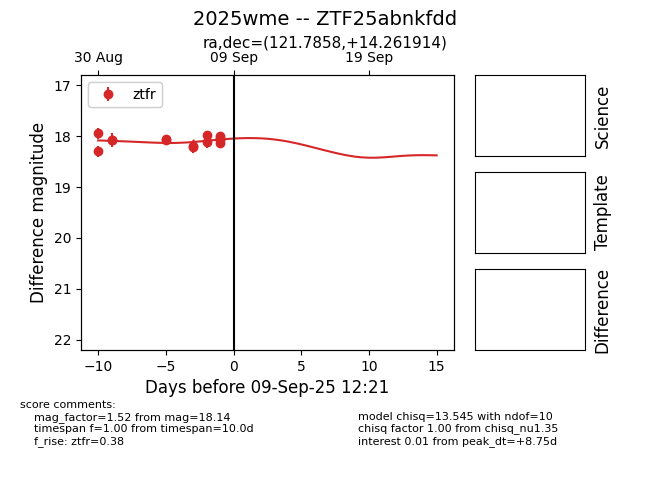 2025wme -- ZTF25abnkfdd
ra,dec=(121.7858,+14.261914)
30 Aug 09 Sep 19 Sep
ztfr
17
18
19
20
21
22
Difference magnitude
−10 −5 0 5 10 15
Days before 09-Sep-25 12:21
Science
Template
Difference
score comments:
mag_factor=1.52 from mag=18.14
timespan f=1.00 from timespan=10.0d
f_rise: ztfr=0.38
model chisq=13.545 with ndof=10
chisq factor 1.00 from chisq_nu1.35
interest 0.01 from peak_dt=+8.75d